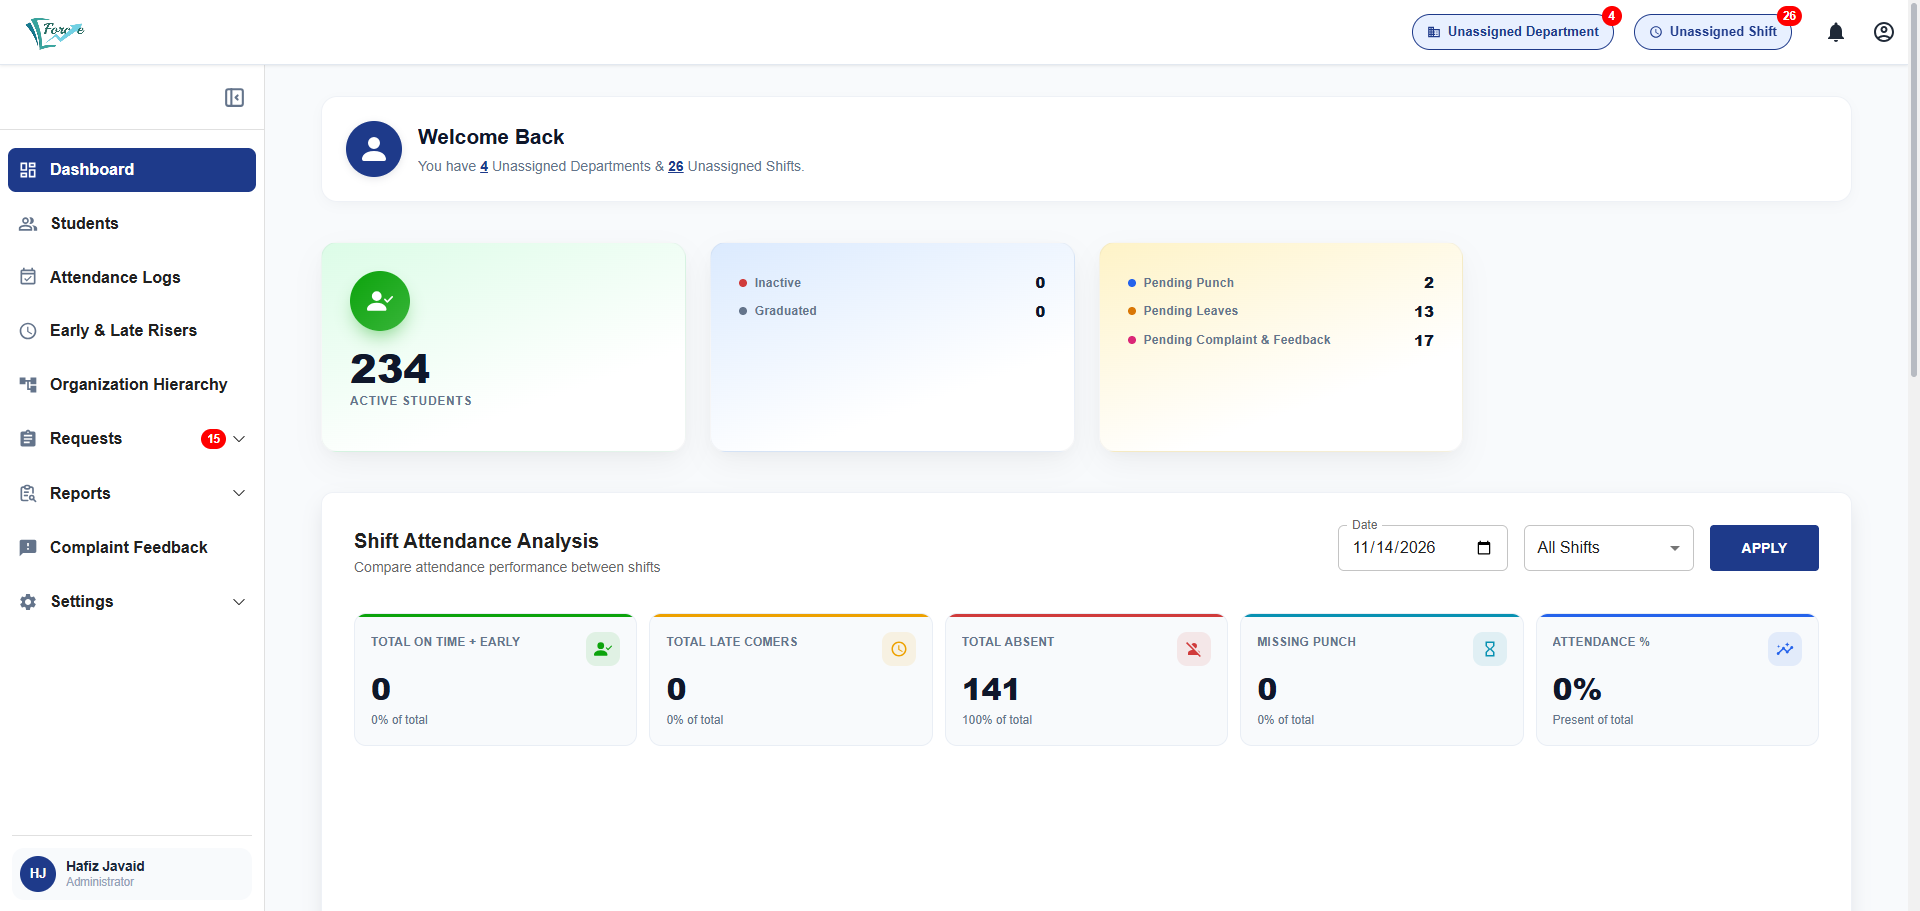 Force
Unassigned Department
4
Unassigned Shift
26
Dashboard
Students
Attendance Logs
Early & Late Risers
Organization Hierarchy
Requests
15
Reports
Complaint Feedback
Settings
HJ
Hafiz Javaid
Administrator
Welcome Back
You have 4 Unassigned Departments & 26 Unassigned Shifts.
234
ACTIVE STUDENTS
Inactive 0
Graduated 0
Pending Punch 2
Pending Leaves 13
Pending Complaint & Feedback 17
Shift Attendance Analysis
Compare attendance performance between shifts
Date
11/14/2026
All Shifts
APPLY
TOTAL ON TIME + EARLY
0
0% of total
TOTAL LATE COMERS
0
0% of total
TOTAL ABSENT
141
100% of total
MISSING PUNCH
0
0% of total
ATTENDANCE %
0%
Present of total